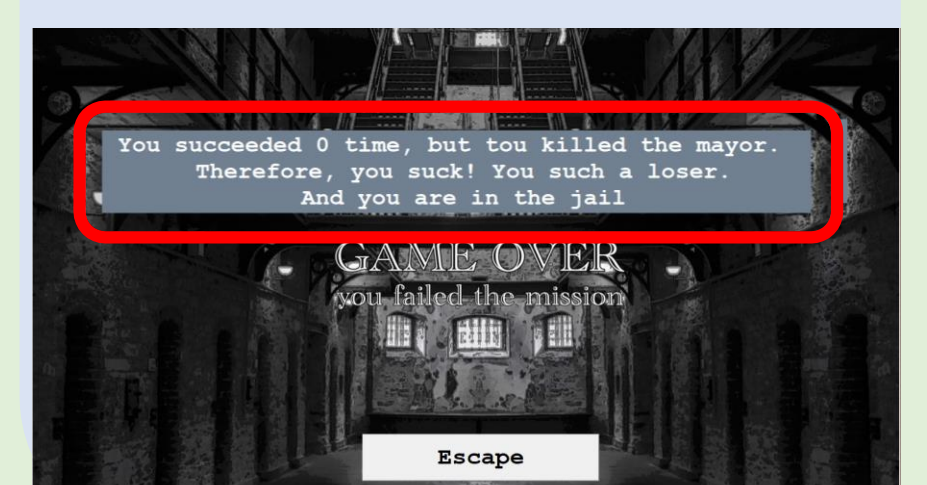 You succeeded 0 time, but tou killed the mayor.
Therefore, you suck! You such a loser.
And you are in the jail
GAME OVER
you failed the mission
Escape